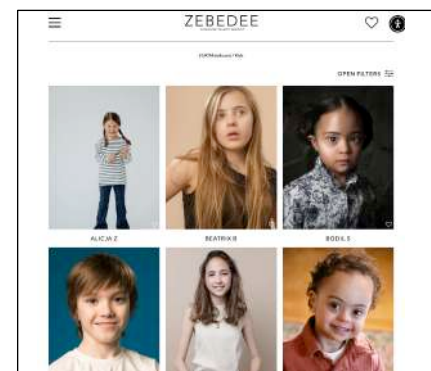 ZEBEDEE
OPEN FILTERS
ALICJA Z
BEATRIX B
BODIL S